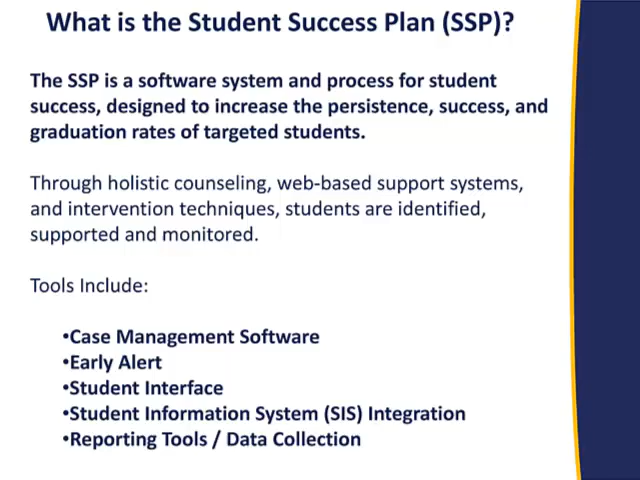 What is the Student Success Plan (SSP)?
The SSP is a software system and process for student
success, designed to increase the persistence, success, and
graduation rates of targeted students.
Through holistic counseling, web-based support systems,
and intervention techniques, students are identified,
supported and monitored.
Tools Include:
•Case Management Software
•Early Alert
•Student Interface
•Student Information System (SIS) Integration
•Reporting Tools / Data Collection